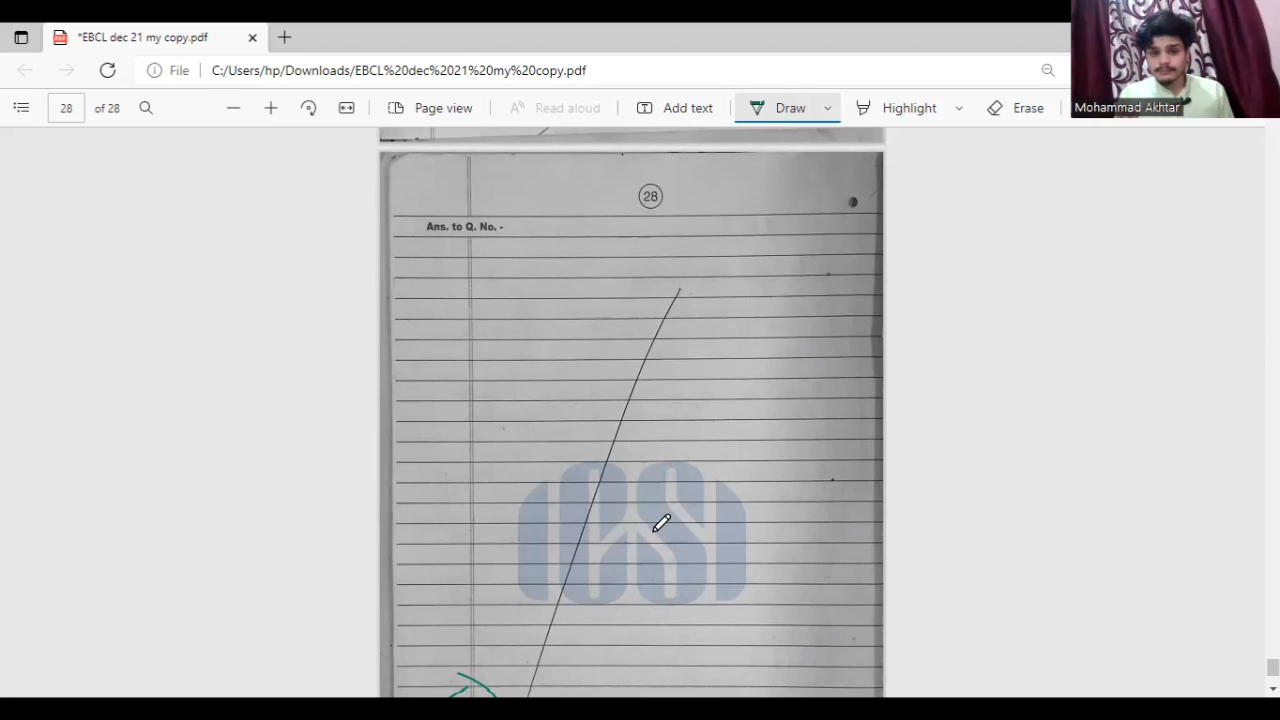 *EBCL dec 21 my copy.pdf
PDF
File
C:/Users/hp/Downloads/EBCL%20dec%2021%20my%20copy.pdf
28 of 28
Page view
Read aloud
Add text
Draw
Highlight
Erase
Mohammad Akhtar
28
Ans. to Q. No. -
ICSI